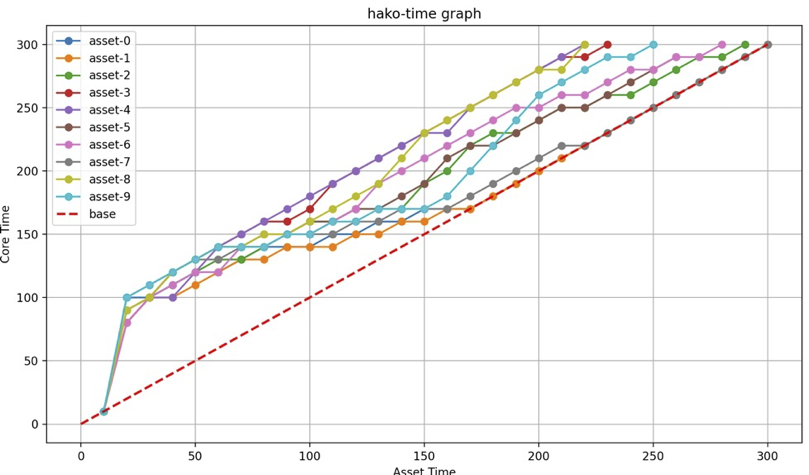 hako-time graph
asset-0
asset-1
asset-2
asset-3
asset-4
asset-5
asset-6
asset-7
asset-8
asset-9
base
Core Time
300
250
200
150
100
50
0
0 50 100 150 200 250 300
Asset Time